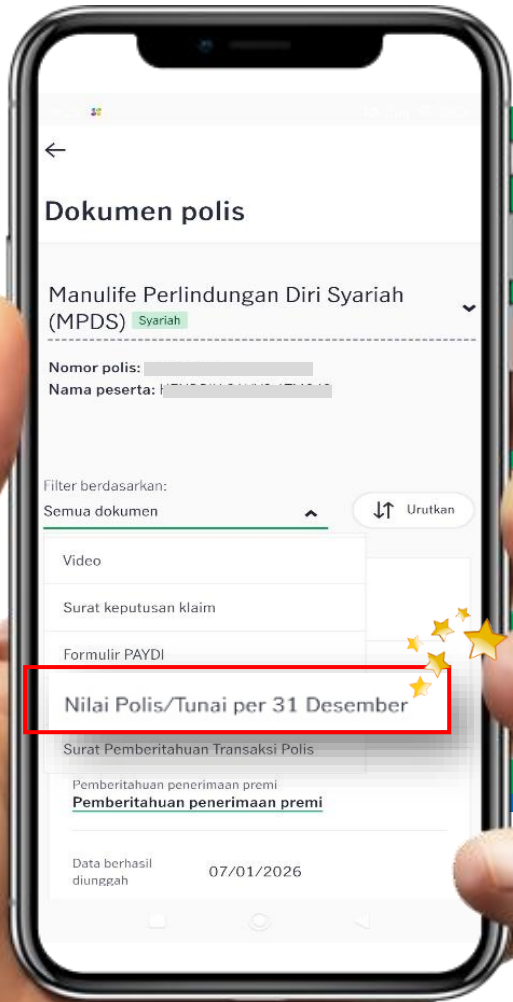 Dokumen polis
Manulife Perlindungan Diri Syariah
(MPDS) Syariah
Nomor polis:
Nama peserta:
Filter berdasarkan:
Semua dokumen
Urutkan
Video
Surat keputusan klaim
Formulir PAYDI
Nilai Polis/Tunai per 31 Desember
Surat Pemberitahuan Transaksi Polis
Pemberitahuan penerimaan premi
Pemberitahuan penerimaan premi
Data berhasil
diunggah
07/01/2026